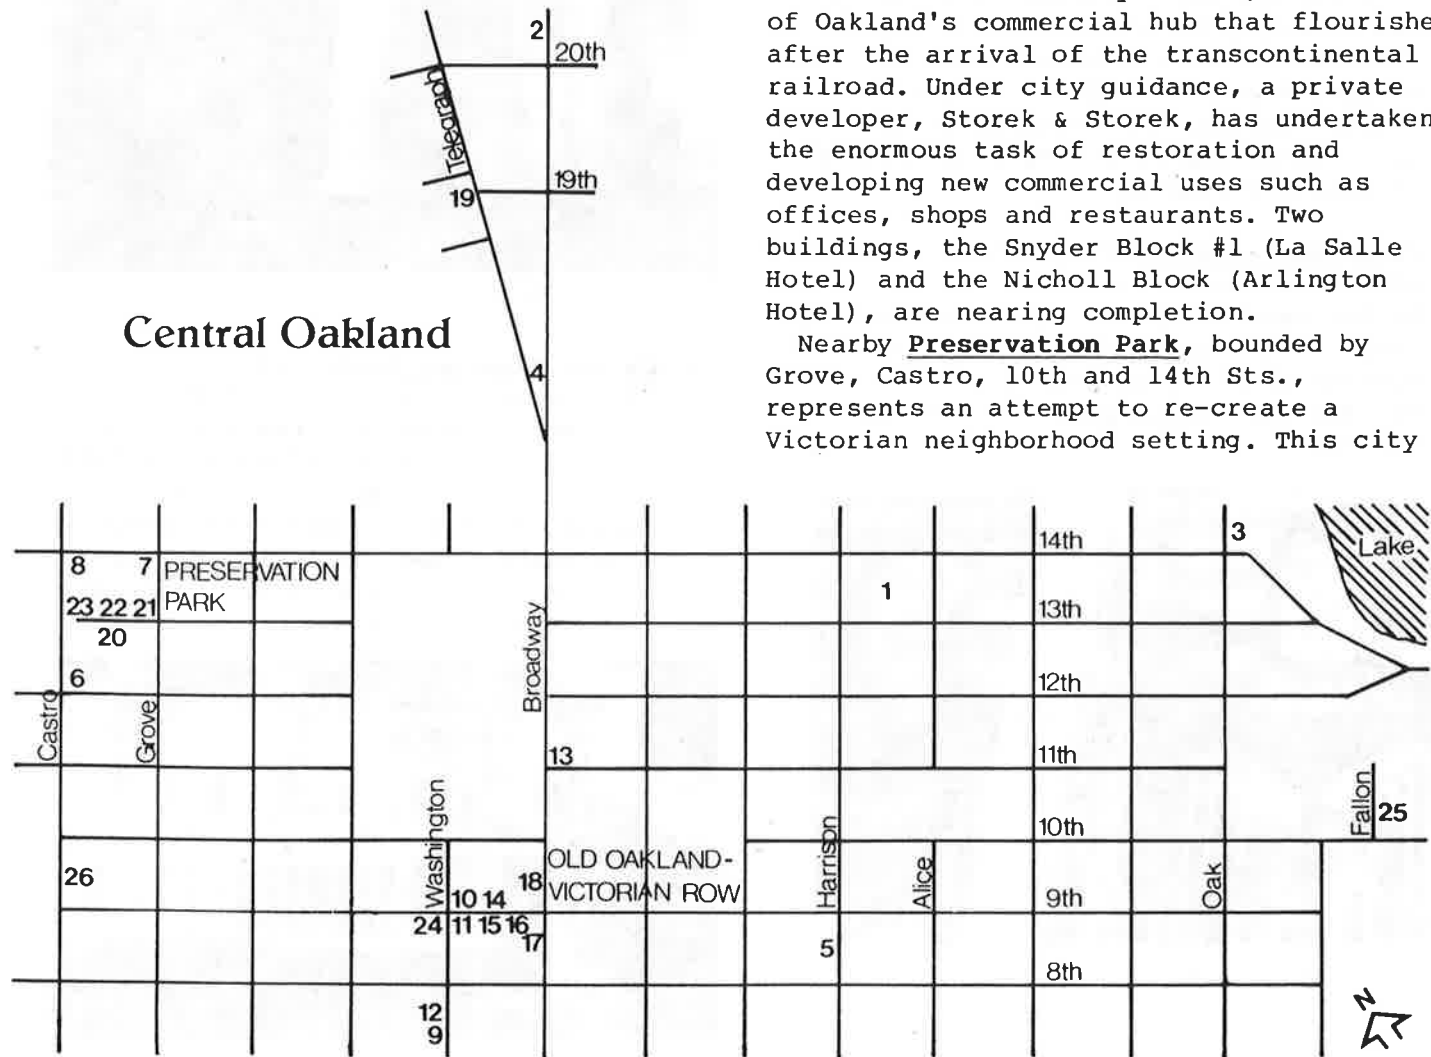 of Oakland's commercial hub that flourishe
after the arrival of the transcontinental
railroad. Under city guidance, a private
developer, Storek & Storek, has undertaken
the enormous task of restoration and
developing new commercial uses such as
offices, shops and restaurants. Two
buildings, the Snyder Block #1 (La Salle
Hotel) and the Nicholl Block (Arlington
Hotel), are nearing completion.
Nearby Preservation Park, bounded by
Grove, Castro, 10th and 14th Sts.,
represents an attempt to re-create a
Victorian neighborhood setting. This city
2
20th
Telegraph
19th
19
Central Oakland
4
14th
3
Lake
8 7 PRESERVATION
PARK
23 22 21
20
1
13th
6
12th
Castro
Grove
Broadway
13
11th
Washington
Harrison
10th
Fallon
25
26
18
OLD OAKLAND-
VICTORIAN ROW
Alice
Oak
10 14
9th
24 11 15 16
17
5
8th
12
9
N